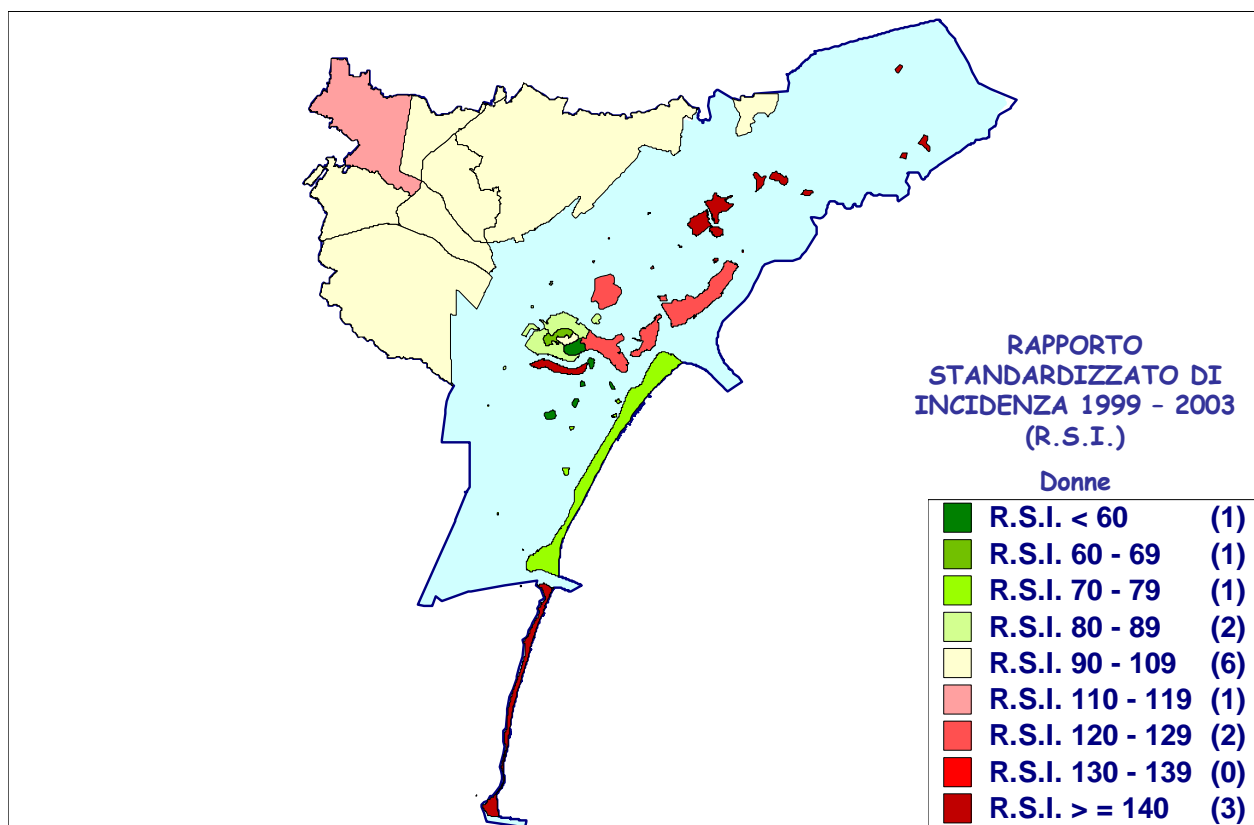 RAPPORTO
STANDARDIZZATO DI
INCIDENZA 1999 – 2003
(R.S.I.)
Donne
R.S.I. < 60 (1)
R.S.I. 60 - 69 (1)
R.S.I. 70 - 79 (1)
R.S.I. 80 - 89 (2)
R.S.I. 90 - 109 (6)
R.S.I. 110 - 119 (1)
R.S.I. 120 - 129 (2)
R.S.I. 130 - 139 (0)
R.S.I. > = 140 (3)